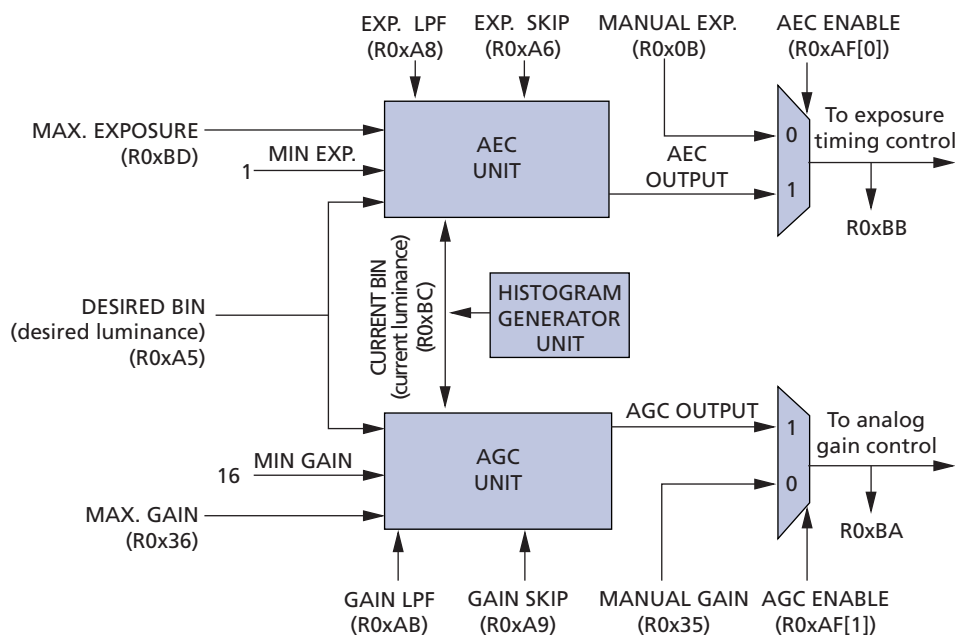 EXP. LPF
(R0xA8)
EXP. SKIP
(R0xA6)
MANUAL EXP.
(R0x0B)
AEC ENABLE
(R0xAF[0])
MAX. EXPOSURE
(R0xBD)
1
MIN EXP.
AEC
UNIT
AEC
OUTPUT
0
1
To exposure
timing control
R0xBB
DESIRED BIN
(desired luminance)
(R0xA5)
CURRENT BIN
(current luminance)
(R0xBC)
HISTOGRAM
GENERATOR
UNIT
16
MIN GAIN
MAX. GAIN
(R0x36)
AGC
UNIT
AGC OUTPUT
1
0
To analog
gain control
R0xBA
GAIN LPF
(R0xAB)
GAIN SKIP
(R0xA9)
MANUAL GAIN
(R0x35)
AGC ENABLE
(R0xAF[1])